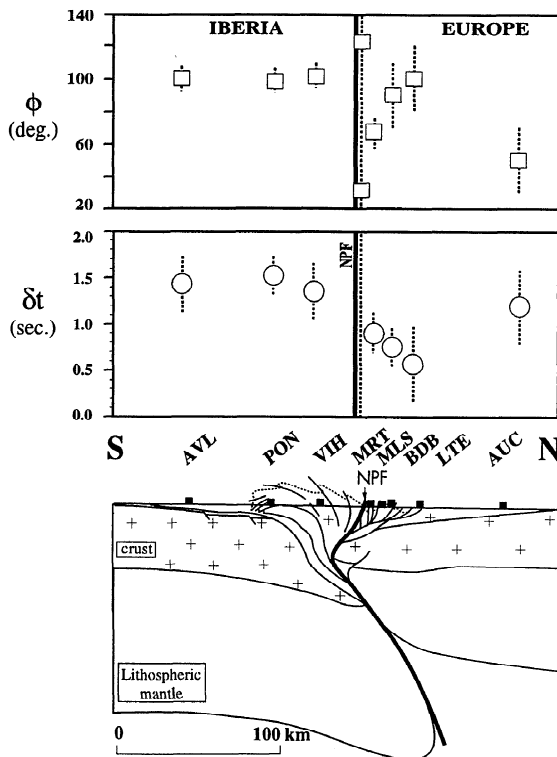 IBERIA EUROPE
140
100
60
20
ϕ
(deg.)
2.0
1.5
1.0
0.5
0.0
δt
(sec.)
NPF
S AVL PON VIH MRT MLS BDB LTE AUC N
NPF
crust
Lithospheric
mantle
0 100 km